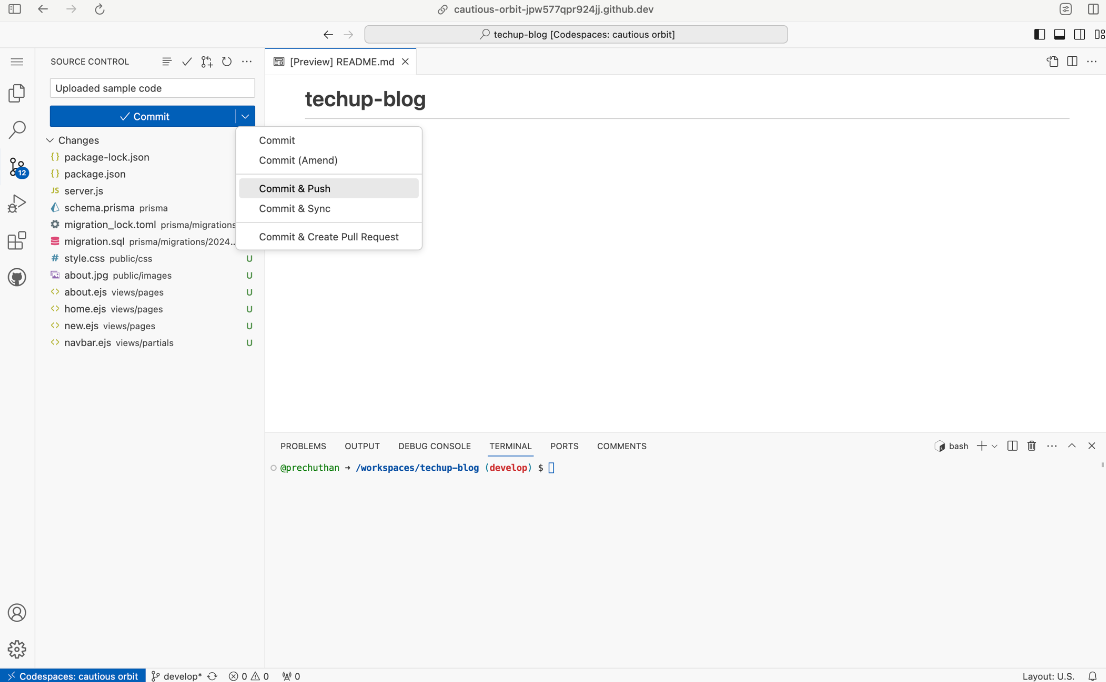 cautious-orbit-jpw577qpr924jj.github.dev
techup-blog [Codespaces: cautious orbit]
SOURCE CONTROL
[Preview] README.md
Uploaded sample code
Commit
Changes
package-lock.json
package.json
JS server.js
schema.prisma prisma
migration_lock.toml prisma/migrations
migration.sql prisma/migrations/2024...
# style.css public/css U
about.jpg public/images U
about.ejs views/pages U
home.ejs views/pages U
new.ejs views/pages U
navbar.ejs views/partials U
12
Commit
Commit (Amend)
Commit & Push
Commit & Sync
Commit & Create Pull Request
techup-blog
PROBLEMS OUTPUT DEBUG CONSOLE TERMINAL PORTS COMMENTS
bash
@prechuthan → /workspaces/techup-blog (develop) $
Codespaces: cautious orbit develop* 0 0 0 Layout: U.S.